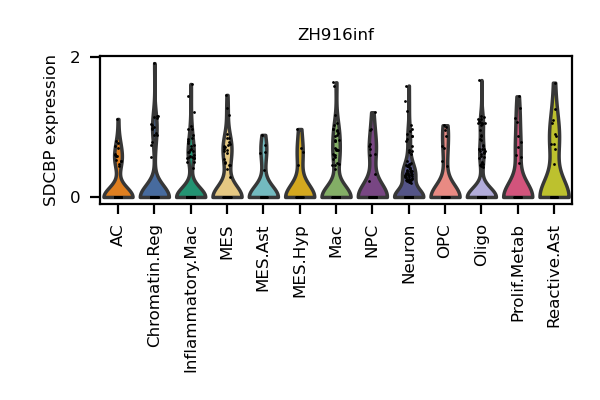 ZH916inf
SDCBP expression
2
0
AC
Chromatin.Reg
Inflammatory.Mac
MES
MES.Ast
MES.Hyp
Mac
NPC
Neuron
OPC
Oligo
Prolif.Metab
Reactive.Ast